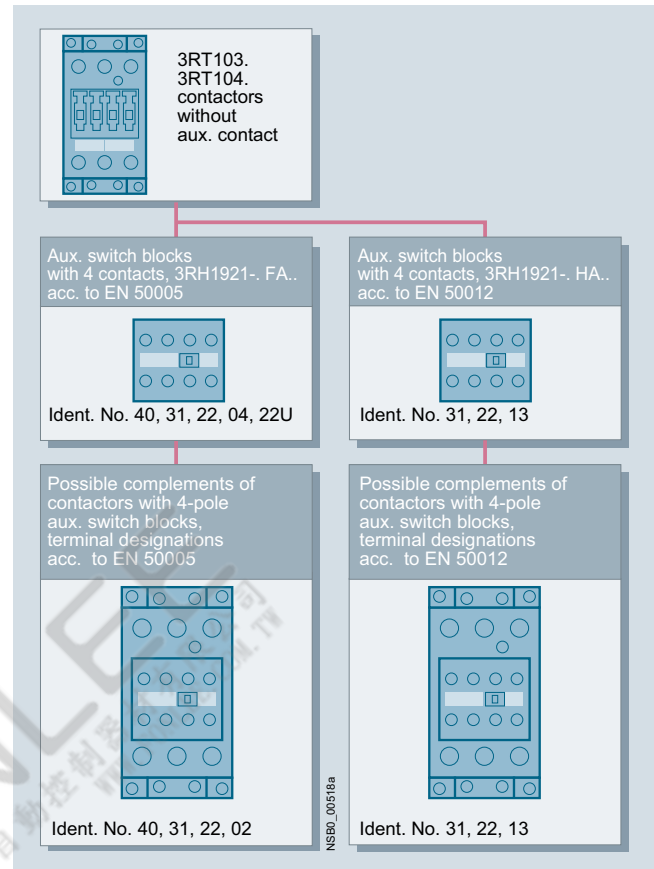 3RT103.
3RT104.
contactors
without
aux. contact
Aux. switch blocks
with 4 contacts, 3RH1921-. FA..
acc. to EN 50005
Ident. No. 40, 31, 22, 04, 22U
Aux. switch blocks
with 4 contacts, 3RH1921-. HA..
acc. to EN 50012
Ident. No. 31, 22, 13
Possible complements of
contactors with 4-pole
aux. switch blocks,
terminal designations
acc. to EN 50005
Ident. No. 40, 31, 22, 02
Possible complements of
contactors with 4-pole
aux. switch blocks,
terminal designations
acc. to EN 50012
Ident. No. 31, 22, 13
NSB0_00518a